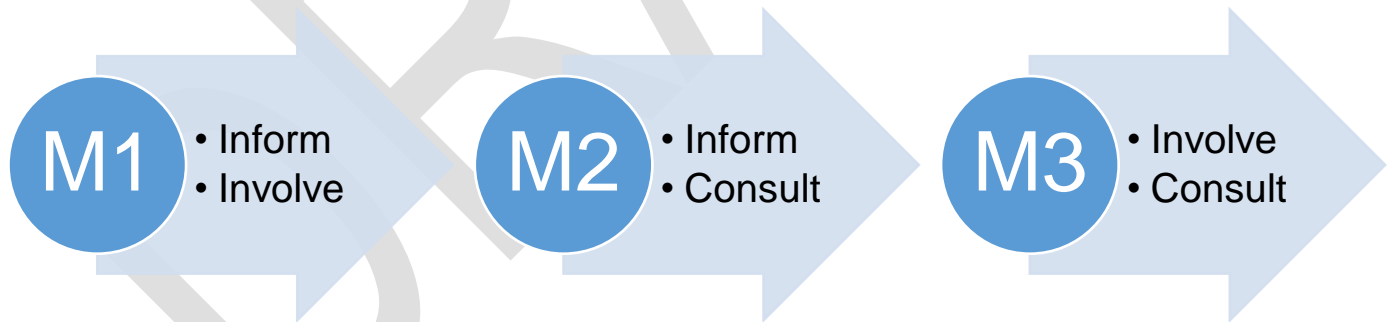 M1
• Inform
• Involve
M2
• Inform
• Consult
M3
• Involve
• Consult